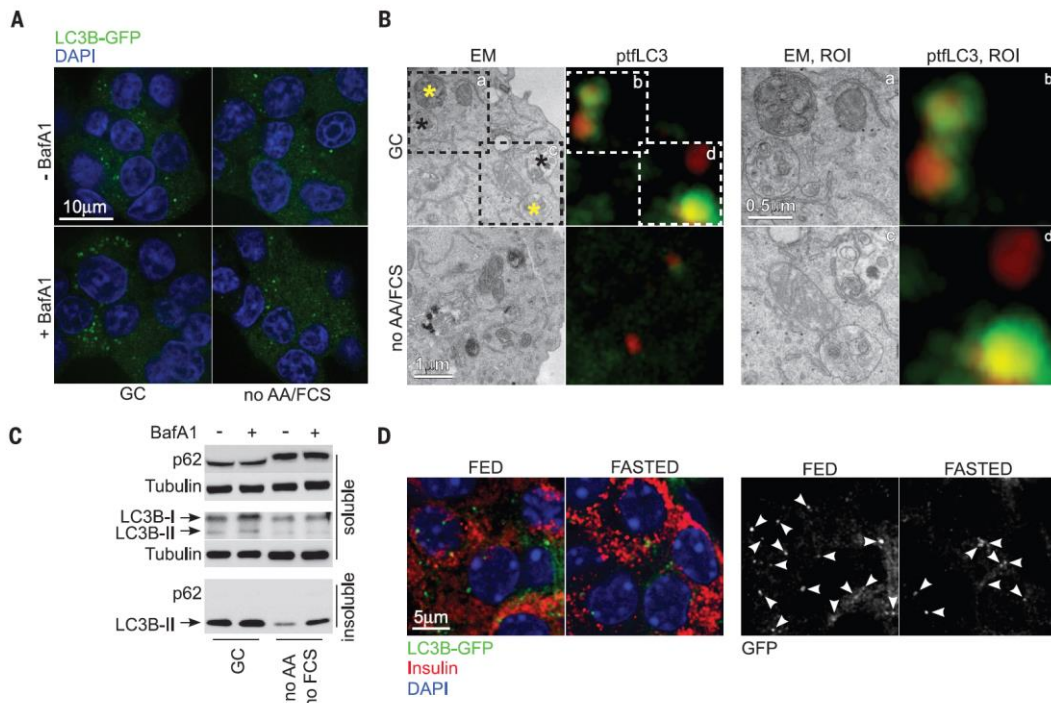 A
LC3B-GFP
DAPI
- BafA1
+ BafA1
10μm
GC
no AA/FCS
B
EM
ptfLC3
EM, ROI
ptfLC3, ROI
GC
no AA/FCS
a
b
c
d
1μm
a
b
0.5μm
c
d
C
BafA1 - + - +
p62
Tubulin
LC3B-I
LC3B-II
Tubulin
soluble
p62
LC3B-II
insoluble
GC
no AA
no FCS
D
FED
FASTED
FED
FASTED
5μm
LC3B-GFP
Insulin
DAPI
GFP